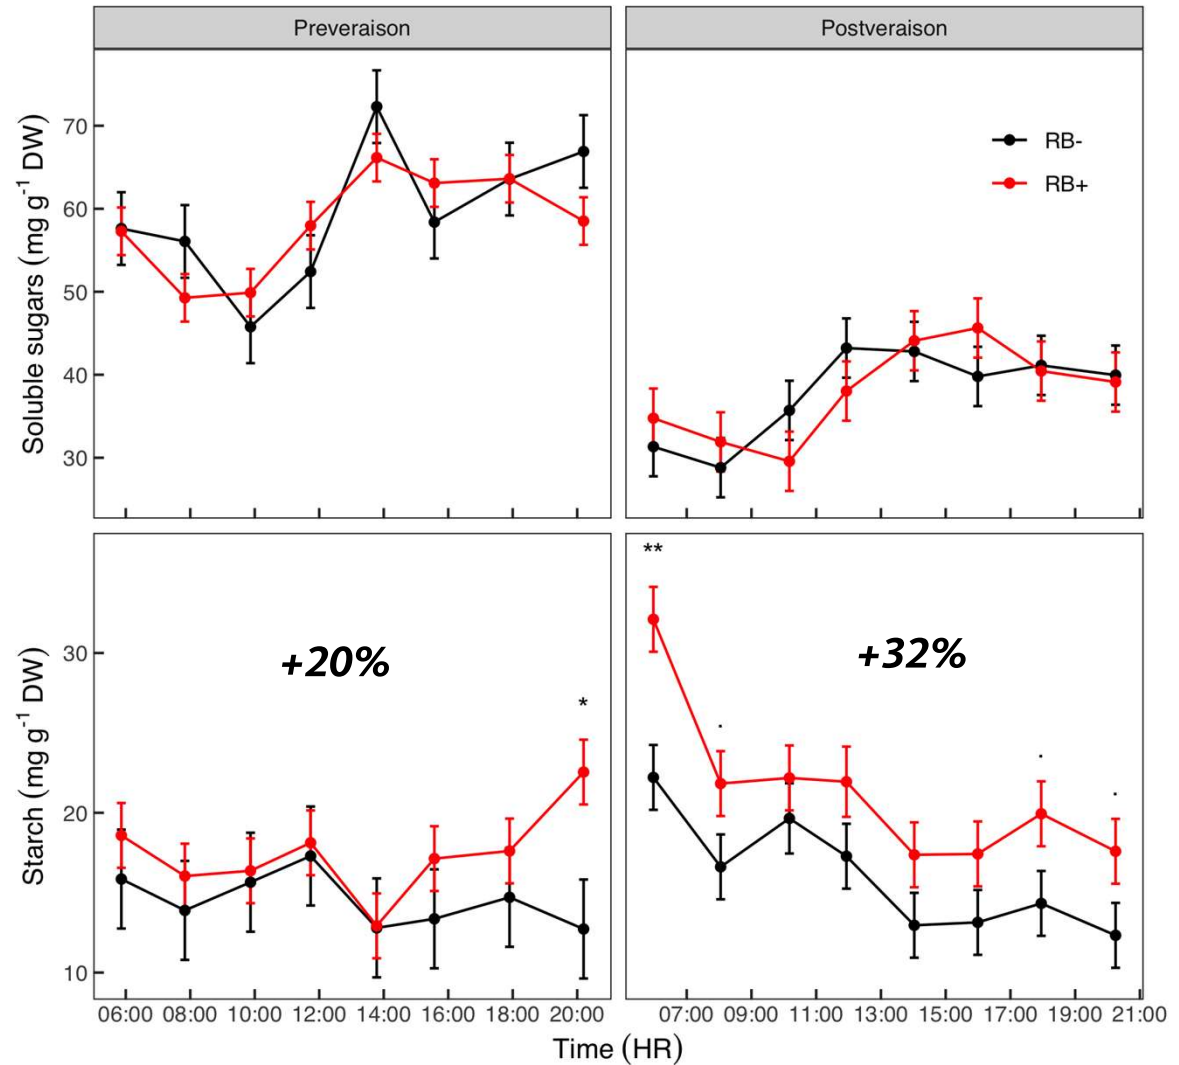 Preveraison
Postveraison
Soluble sugars (mg g-1 DW)
70
60
50
40
30
RB-
RB+
Starch (mg g-1 DW)
30
20
10
+20%
*
**
+32%
.
.
.
06:00 08:00 10:00 12:00 14:00 16:00 18:00 20:00
07:00 09:00 11:00 13:00 15:00 17:00 19:00 21:00
Time (HR)